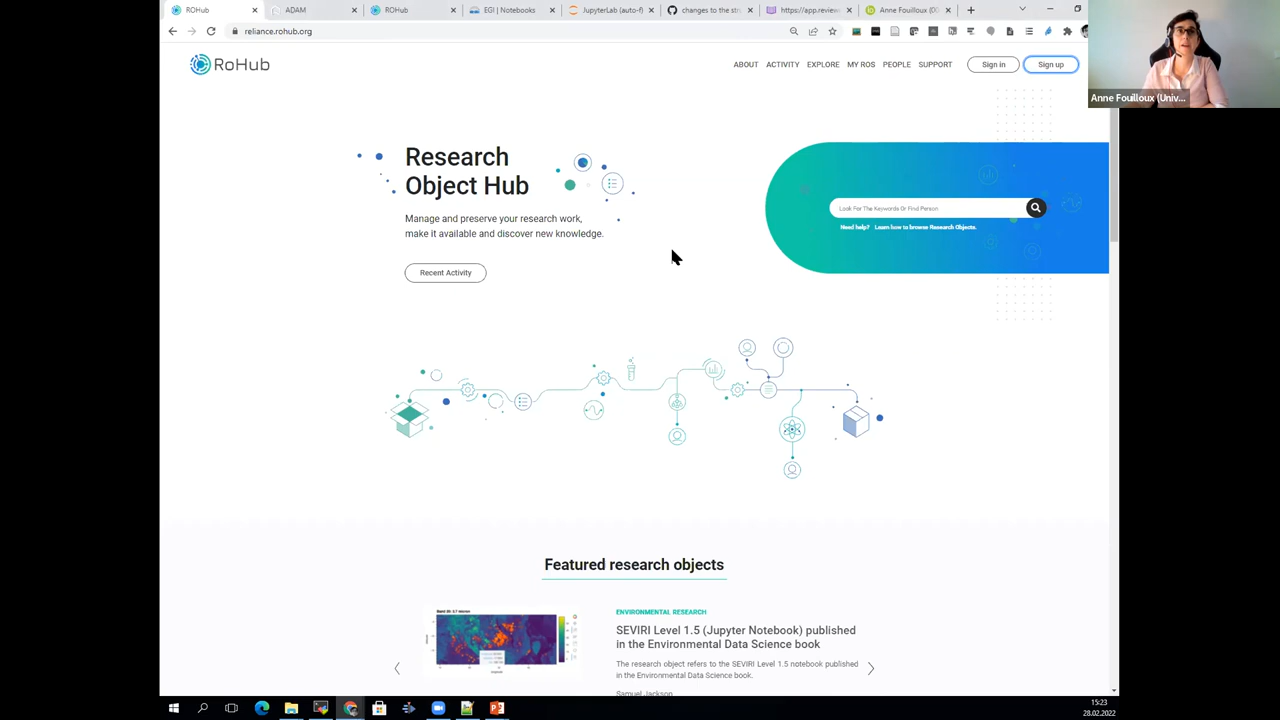 ROHub
ADAM
ROHub
EGI | Notebooks
JupyterLab (auto-f)
changes to the str
https://app.review
Anne Fouilloux (00
reliance.rohub.org
RoHub
ABOUT
ACTIVITY
EXPLORE
MY ROS
PEOPLE
SUPPORT
Sign in
Sign up
Anne Fouilloux (Univ...
Research
Object Hub
Manage and preserve your research work,
make it available and discover new knowledge.
Recent Activity
Look For The Keywords Or Find Person
Need help? Learn how to browse Research Objects.
Featured research objects
ENVIRONMENTAL RESEARCH
SEVIRI Level 1.5 (Jupyter Notebook) published
in the Environmental Data Science book
The research object refers to the SEVIRI Level 1.5 notebook published
in the Environmental Data Science book.
Samuel Jackson
15:23
28.02.2022